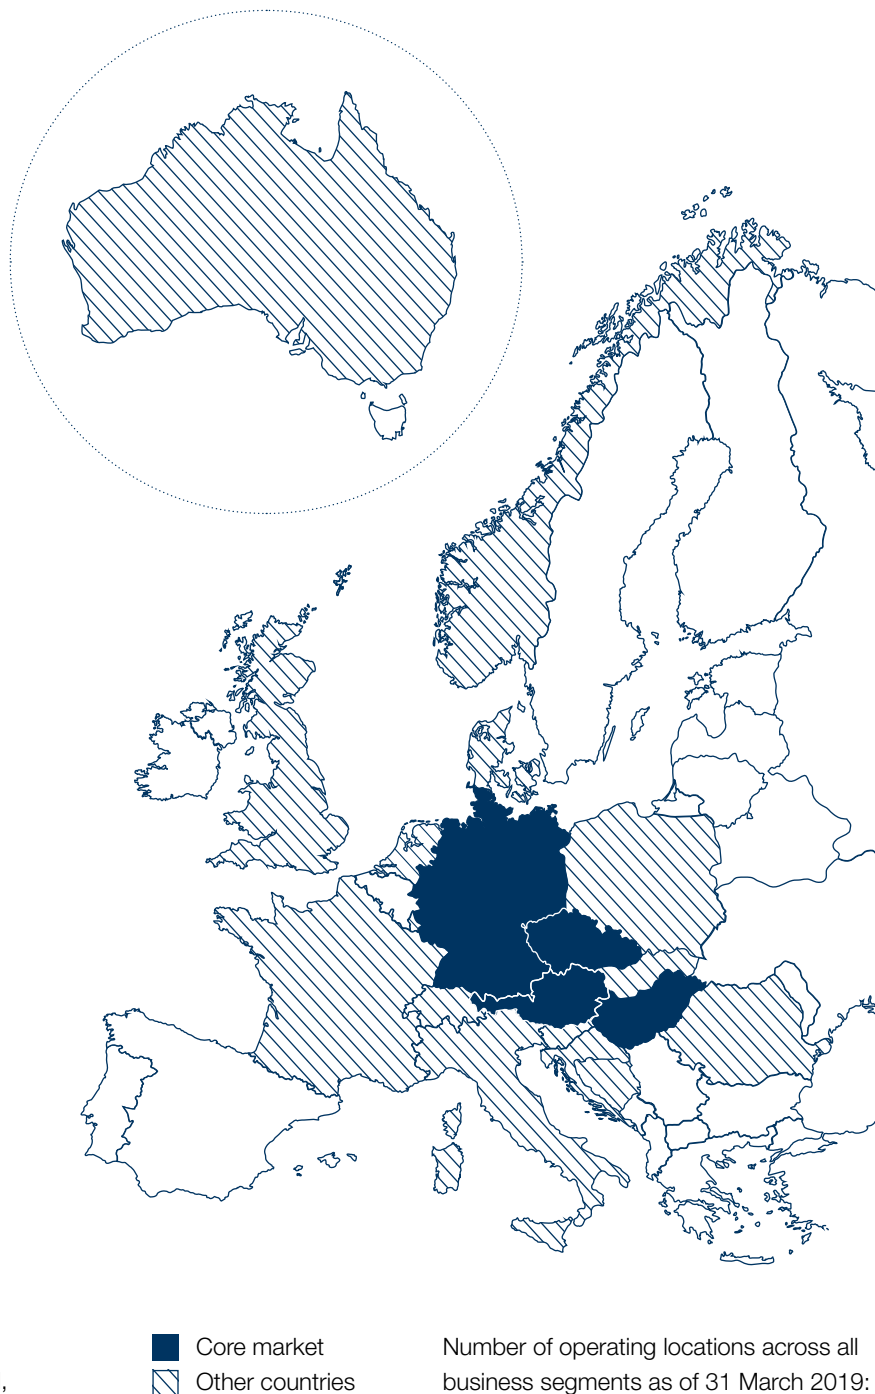 Core market
Other countries
Number of operating locations across all
business segments as of 31 March 2019:
,